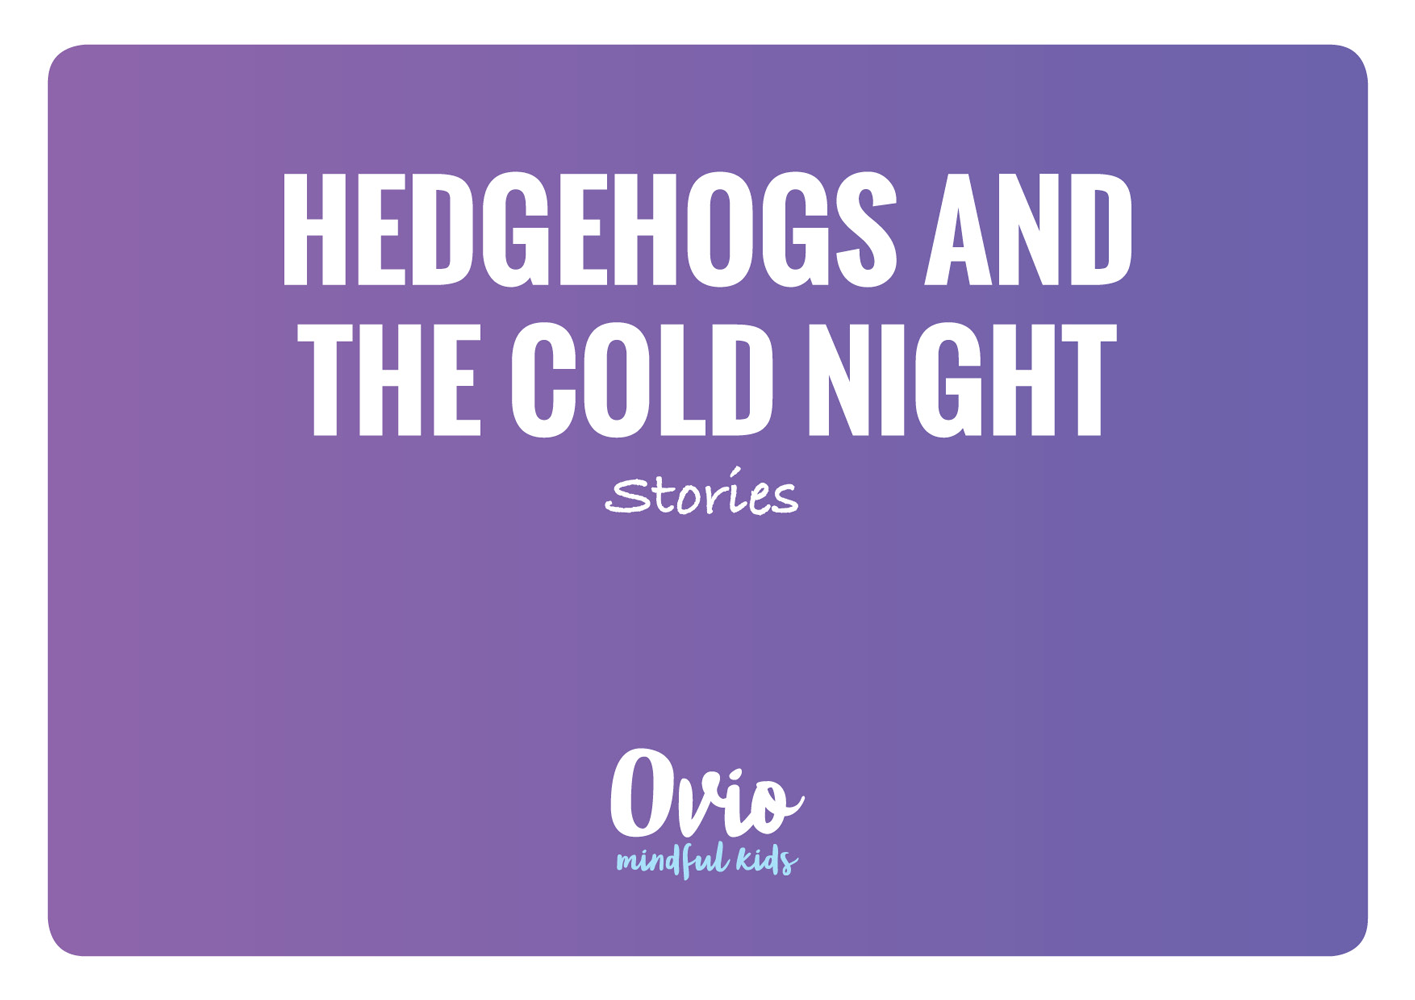 HEDGEHOGS AND
THE COLD NIGHT
Stories
Ovio
mindful kids